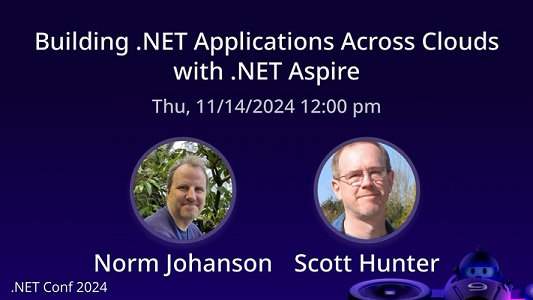 Building .NET Applications Across Clouds
with .NET Aspire
Thu, 11/14/2024 12:00 pm
Norm Johanson Scott Hunter
.NET Conf 2024